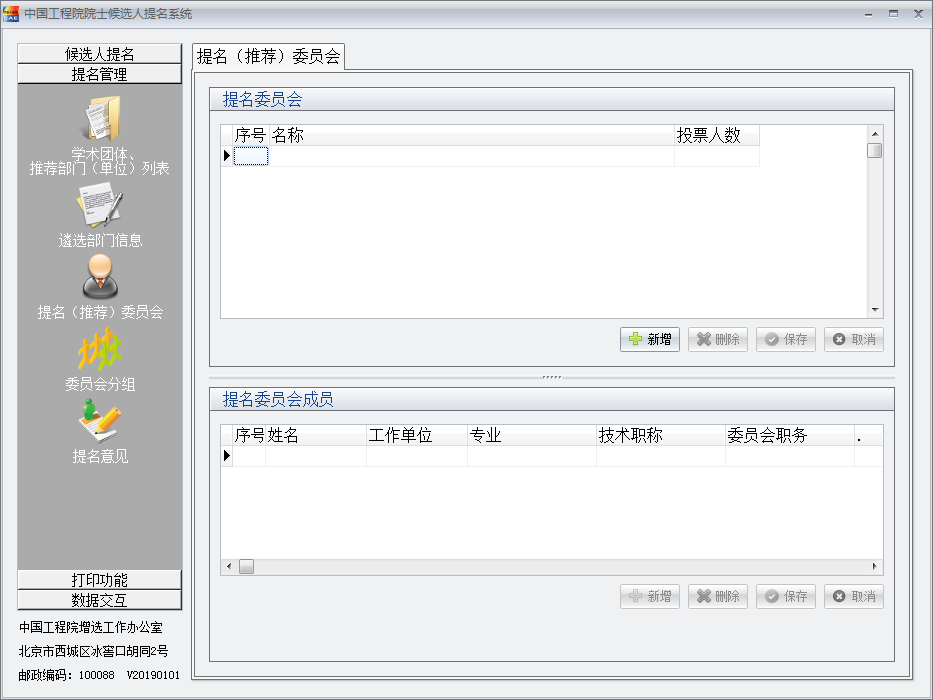 中国工程院院士候选人提名系统
候选人提名
提名管理
学术团体、
推荐部门（单位）列表
遴选部门信息
提名（推荐）委员会
委员会分组
提名意见
打印功能
数据交互
中国工程院增选工作办公室
北京市西城区冰窖口胡同2号
邮政编码：100088 V20190101
提名（推荐）委员会
提名委员会
序号 名称 投票人数
新增 删除 保存 取消
提名委员会成员
序号 姓名 工作单位 专业 技术职称 委员会职务 .
新增 删除 保存 取消